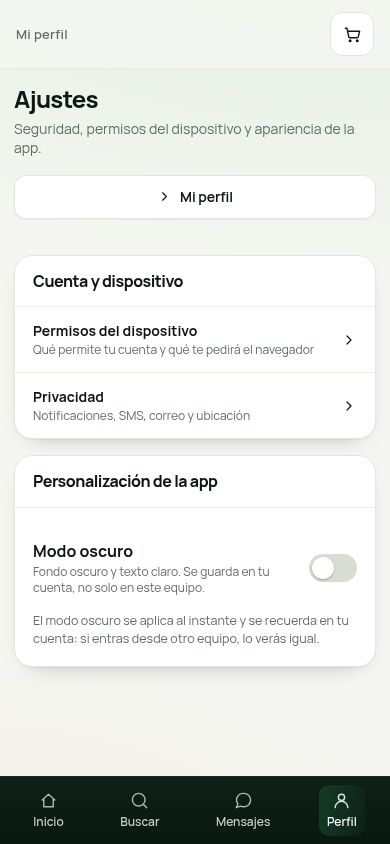 Mi perfil
Ajustes
Seguridad, permisos del dispositivo y apariencia de la
app.
Mi perfil
Cuenta y dispositivo
Permisos del dispositivo
Qué permite tu cuenta y qué te pedirá el navegador
Privacidad
Notificaciones, SMS, correo y ubicación
Personalización de la app
Modo oscuro
Fondo oscuro y texto claro. Se guarda en tu
cuenta, no solo en este equipo.
El modo oscuro se aplica al instante y se recuerda en tu
cuenta: si entras desde otro equipo, lo verás igual.
Inicio
Buscar
Mensajes
Perfil